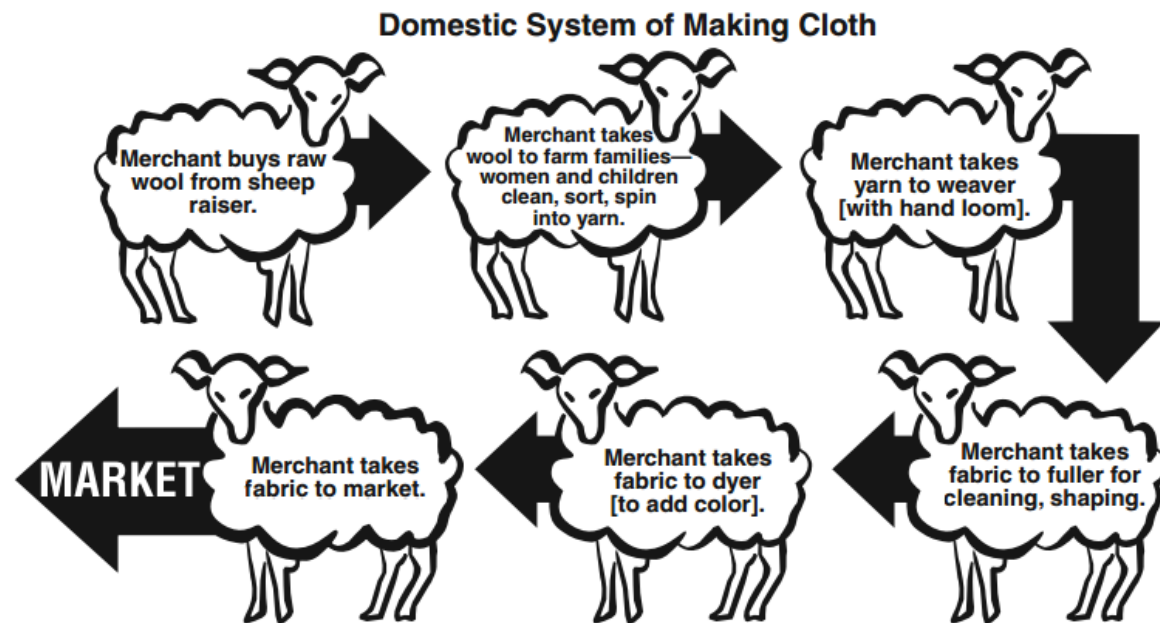 Domestic System of Making Cloth
Merchant buys raw
wool from sheep
raiser.
Merchant takes
wool to farm families—
women and children
clean, sort, spin
into yarn.
Merchant takes
yarn to weaver
[with hand loom].
Merchant takes
fabric to fuller for
cleaning, shaping.
Merchant takes
fabric to dyer
[to add color].
Merchant takes
fabric to market.
MARKET